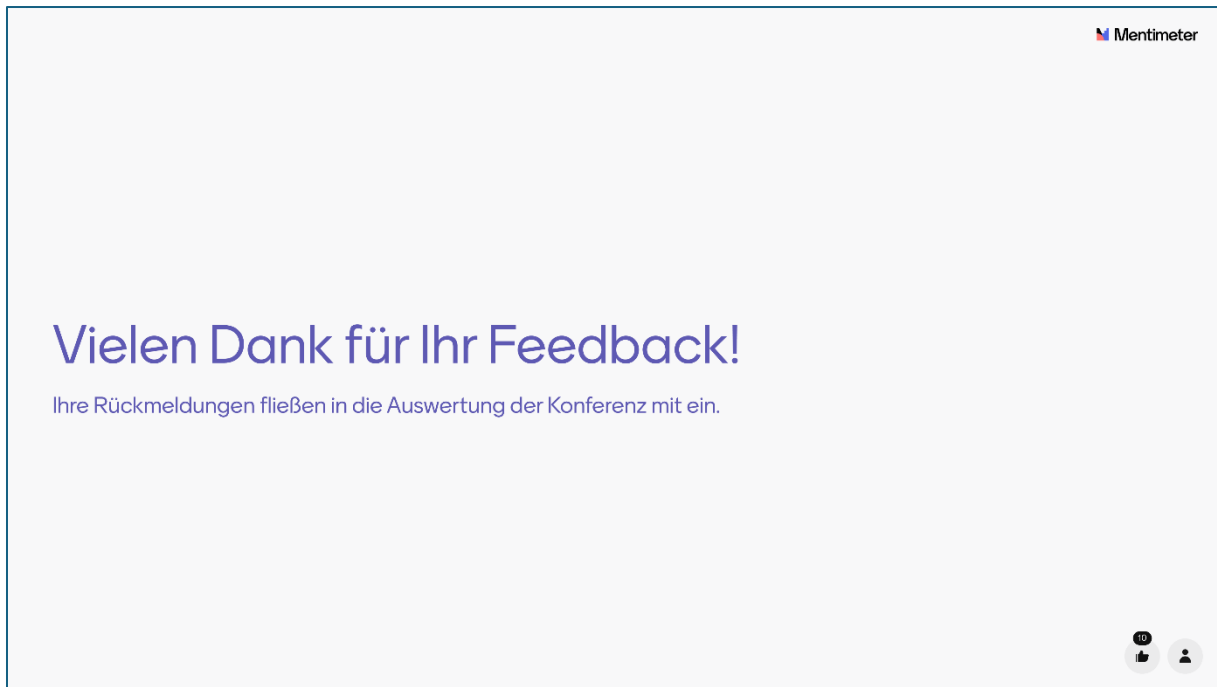 Mentimeter
Vielen Dank für Ihr Feedback!
Ihre Rückmeldungen fließen in die Auswertung der Konferenz mit ein.
10